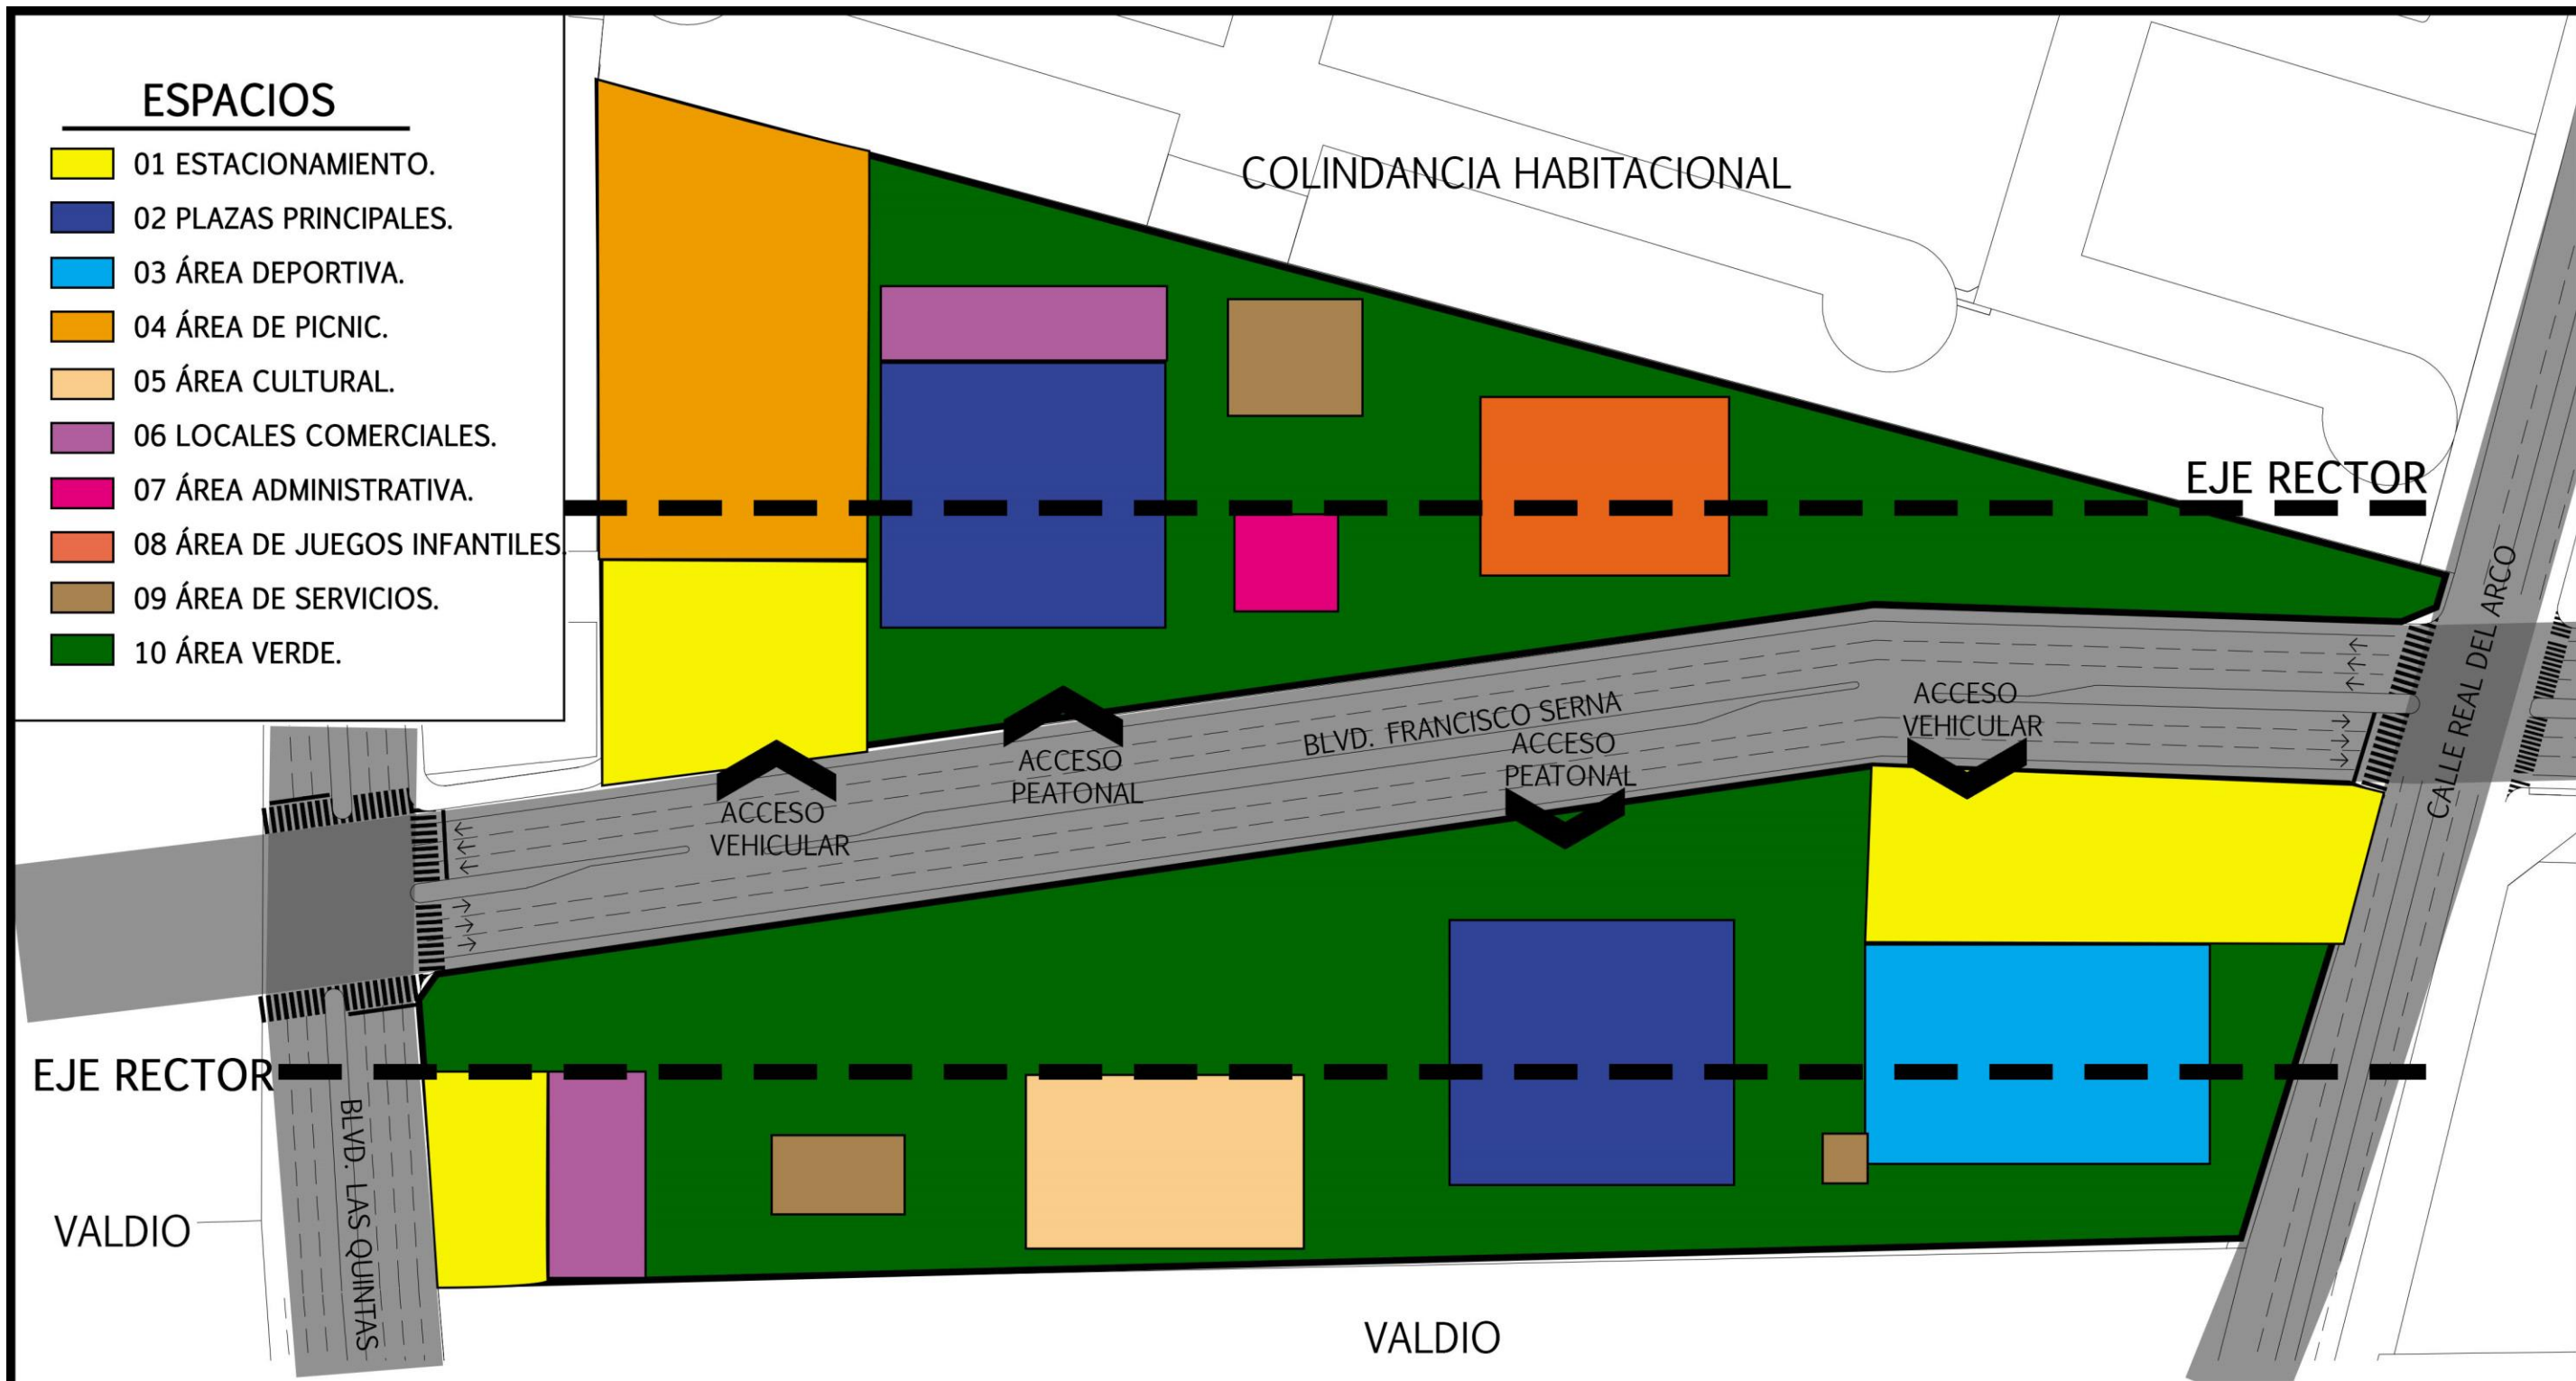 ESPACIOS
01 ESTACIONAMIENTO.
02 PLAZAS PRINCIPALES.
03 ÁREA DEPORTIVA.
04 ÁREA DE PICNIC.
05 ÁREA CULTURAL.
06 LOCALES COMERCIALES.
07 ÁREA ADMINISTRATIVA.
08 ÁREA DE JUEGOS INFANTILES.
09 ÁREA DE SERVICIOS.
10 ÁREA VERDE.
COLINDANCIA HABITACIONAL
EJE RECTOR
CALLE REAL DEL ARCO
BLVD. FRANCISCO SERNA
ACCESO
VEHICULAR
ACCESO
PEATONAL
ACCESO
PEATONAL
ACCESO
VEHICULAR
EJE RECTOR
BLVD. LAS QUINTAS
VALDIO
VALDIO